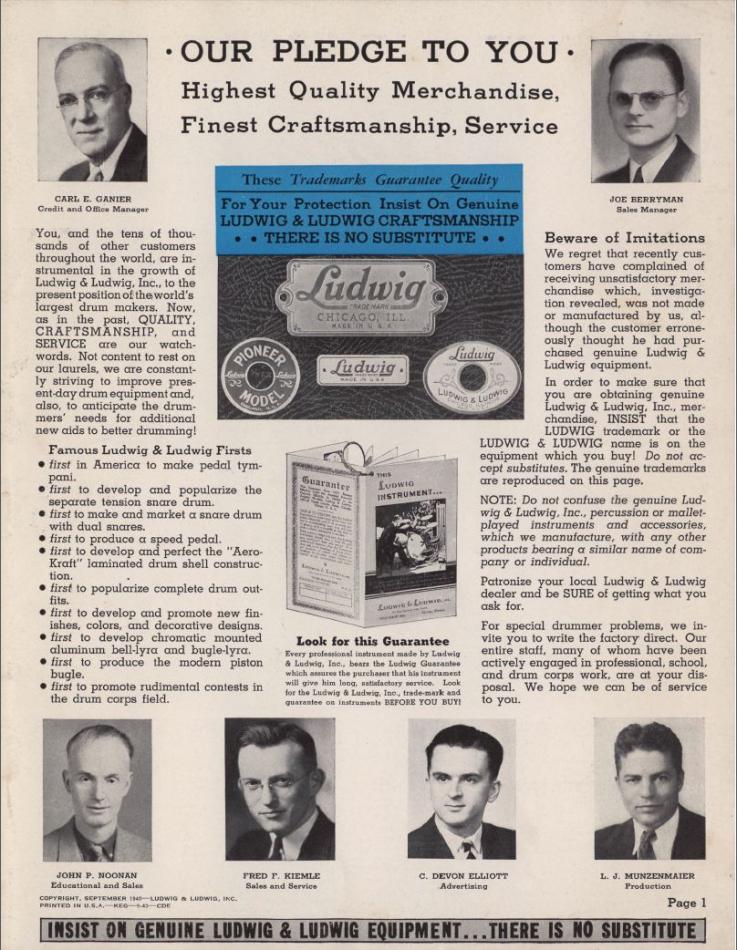 • OUR PLEDGE TO YOU •
Highest Quality Merchandise,
Finest Craftsmanship, Service
CARL E. GANIER
Credit and Office Manager
JOE BERRYMAN
Sales Manager
These Trademarks Guarantee Quality
For Your Protection Insist On Genuine
LUDWIG & LUDWIG CRAFTSMANSHIP
• • THERE IS NO SUBSTITUTE • •
Ludwig
TRADE MARK
CHICAGO, ILL.
MADE IN U.S.A.
PIONEER
MODEL
Ludwig
MADE IN U.S.A.
Ludwig
LUDWIG & LUDWIG
You, and the tens of thou-
sands of other customers
throughout the world, are in-
strumental in the growth of
Ludwig & Ludwig, Inc., to the
present position of the world's
largest drum makers. Now,
as in the past, QUALITY,
CRAFTSMANSHIP, and
SERVICE are our watch-
words. Not content to rest on
our laurels, we are constant-
ly striving to improve pres-
ent-day drum equipment and,
also, to anticipate the drum-
mers' needs for additional
new aids to better drumming!
Famous Ludwig & Ludwig Firsts
• first in America to make pedal tym-
pani.
• first to develop and popularize the
separate tension snare drum.
• first to make and market a snare drum
with dual snares.
• first to produce a speed pedal.
• first to develop and perfect the "Aero-
Kraft" laminated drum shell construc-
tion.
• first to popularize complete drum out-
fits.
• first to develop and promote new fin-
ishes, colors, and decorative designs.
• first to develop chromatic mounted
aluminum bell-lyra and bugle-lyra.
• first to produce the modern piston
bugle.
• first to promote rudimental contests in
the drum corps field.
Guarantee
THIS
LUDWIG
INSTRUMENT...
LUDWIG & LUDWIG, INC.
Look for this Guarantee
Every professional instrument made by Ludwig
& Ludwig, Inc., bears the Ludwig Guarantee
which assures the purchaser that his instrument
will give him long, satisfactory service. Look
for the Ludwig & Ludwig, Inc., trade-mark and
guarantee on instruments BEFORE YOU BUY!
Beware of Imitations
We regret that recently cus-
tomers have complained of
receiving unsatisfactory mer-
chandise which, investiga-
tion revealed, was not made
or manufactured by us, al-
though the customer errone-
ously thought he had pur-
chased genuine Ludwig &
Ludwig equipment.
In order to make sure that
you are obtaining genuine
Ludwig & Ludwig, Inc., mer-
chandise, INSIST that the
LUDWIG trademark or the
LUDWIG & LUDWIG name is on the
equipment which you buy! Do not ac-
cept substitutes. The genuine trademarks
are reproduced on this page.
NOTE: Do not confuse the genuine Lud-
wig & Ludwig, Inc., percussion or mallet-
played instruments and accessories,
which we manufacture, with any other
products bearing a similar name of com-
pany or individual.
Patronize your local Ludwig & Ludwig
dealer and be SURE of getting what you
ask for.
For special drummer problems, we in-
vite you to write the factory direct. Our
entire staff, many of whom have been
actively engaged in professional, school,
and drum corps work, are at your dis-
posal. We hope we can be of service
to you.
JOHN P. NOONAN
Educational and Sales
FRED F. KIEMLE
Sales and Service
C. DEVON ELLIOTT
Advertising
L. J. MUNZENMAIER
Production
COPYRIGHT, SEPTEMBER 1940—LUDWIG & LUDWIG, INC.
PRINTED IN U.S.A.
Page 1
INSIST ON GENUINE LUDWIG & LUDWIG EQUIPMENT...THERE IS NO SUBSTITUTE